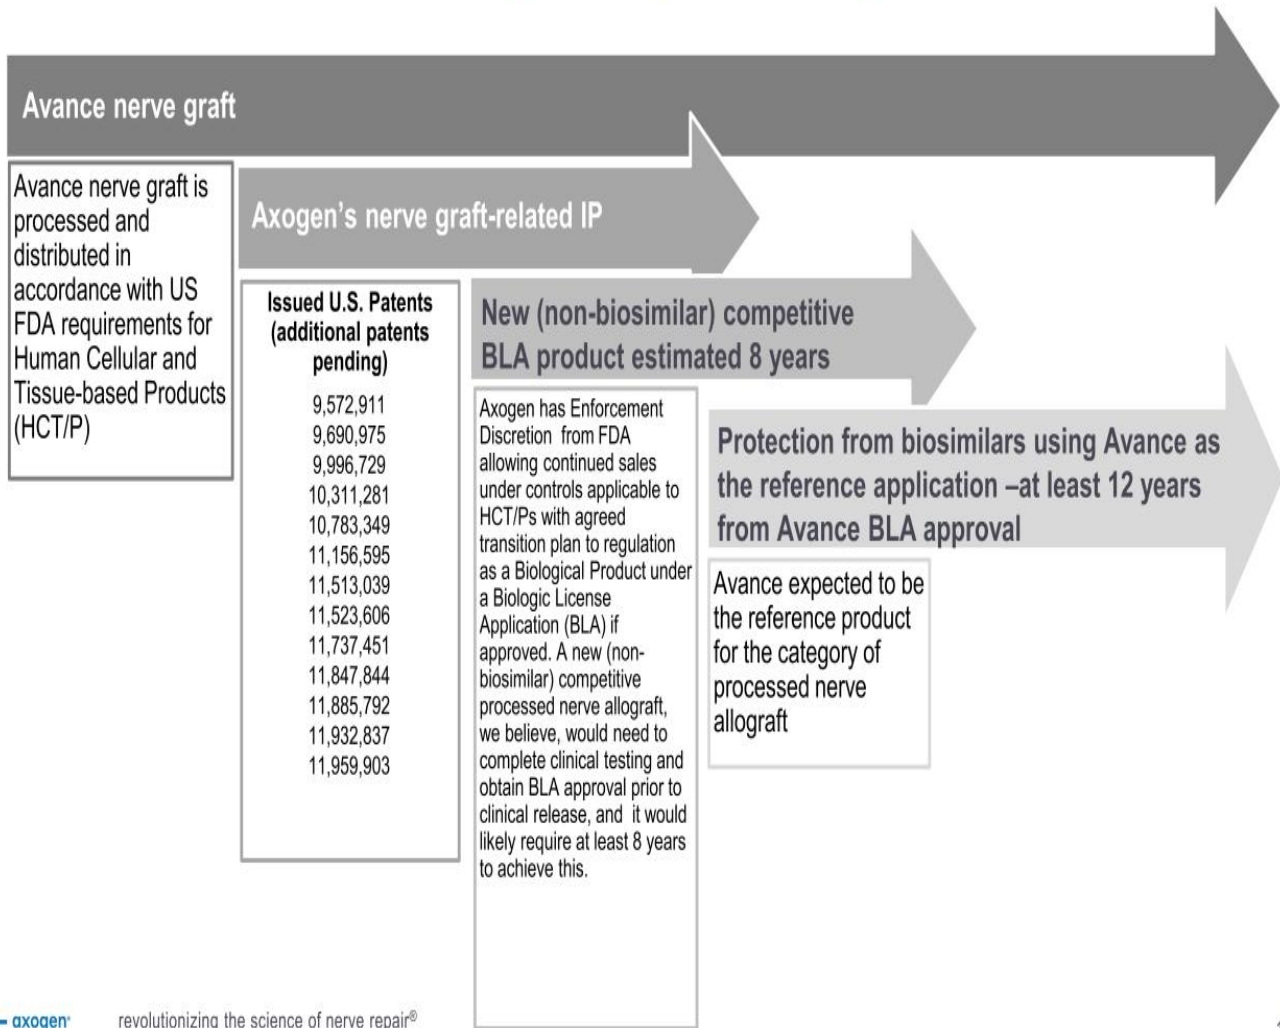 Avance nerve graft
Avance nerve graft is
processed and
distributed in
accordance with US
FDA requirements for
Human Cellular and
Tissue-based Products
(HCT/P)
Axogen’s nerve graft-related IP
Issued U.S. Patents
(additional patents
pending)
9,572,911
9,690,975
9,996,729
10,311,281
10,783,349
11,156,595
11,513,039
11,523,606
11,737,451
11,847,844
11,885,792
11,932,837
11,959,903
New (non-biosimilar) competitive
BLA product estimated 8 years
Axogen has Enforcement
Discretion from FDA
allowing continued sales
under controls applicable to
HCT/Ps with agreed
transition plan to regulation
as a Biological Product under
a Biologic License
Application (BLA) if
approved. A new (non-
biosimilar) competitive
processed nerve allograft,
we believe, would need to
complete clinical testing and
obtain BLA approval prior to
clinical release, and it would
likely require at least 8 years
to achieve this.
Protection from biosimilars using Avance as
the reference application –at least 12 years
from Avance BLA approval
Avance expected to be
the reference product
for the category of
processed nerve
allograft
axogen® revolutionizing the science of nerve repair®